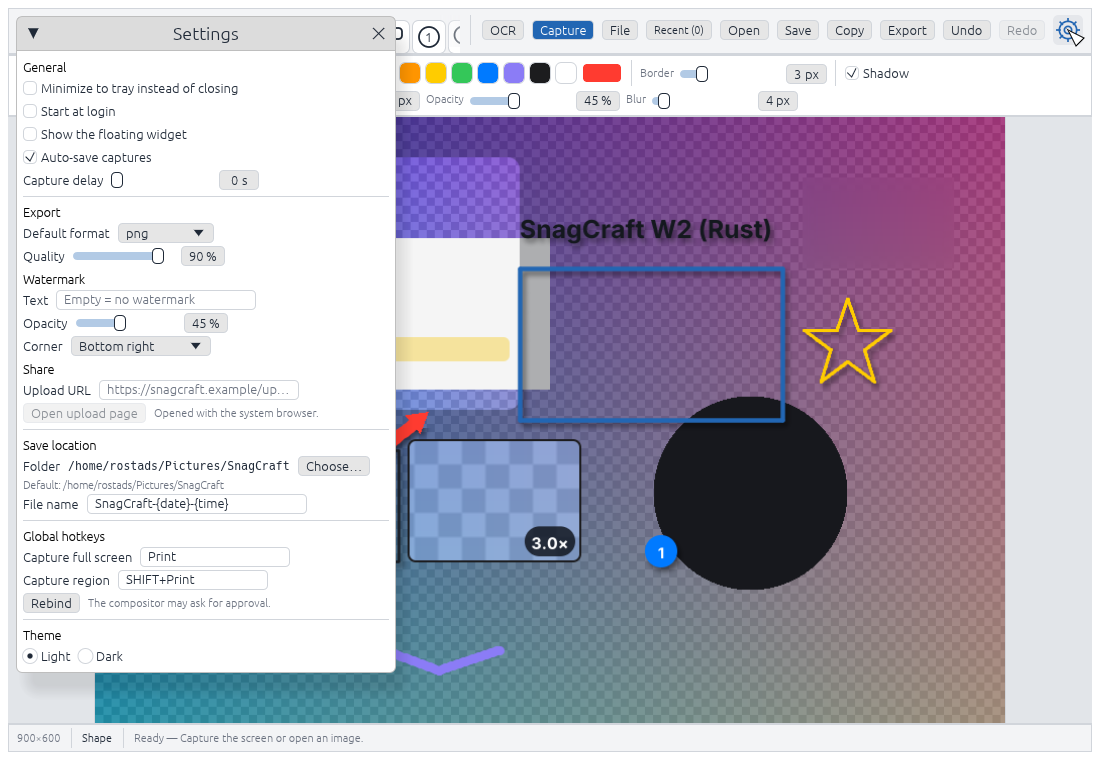 Settings
General
Minimize to tray instead of closing
Start at login
Show the floating widget
Auto-save captures
Capture delay 0 s
Export
Default format png
Quality 90 %
Watermark
Text Empty = no watermark
Opacity 45 %
Corner Bottom right
Share
Upload URL https://snagcraft.example/up...
Open upload page Opened with the system browser.
Save location
Folder /home/rostads/Pictures/SnagCraft Choose...
Default: /home/rostads/Pictures/SnagCraft
File name SnagCraft-{date}-{time}
Global hotkeys
Capture full screen Print
Capture region SHIFT+Print
Rebind The compositor may ask for approval.
Theme
Light Dark
1 OCR Capture File Recent (0) Open Save Copy Export Undo Redo
Border 3 px Shadow
px Opacity 45 % Blur 4 px
SnagCraft W2 (Rust)
3.0×
1
900×600 Shape Ready — Capture the screen or open an image.